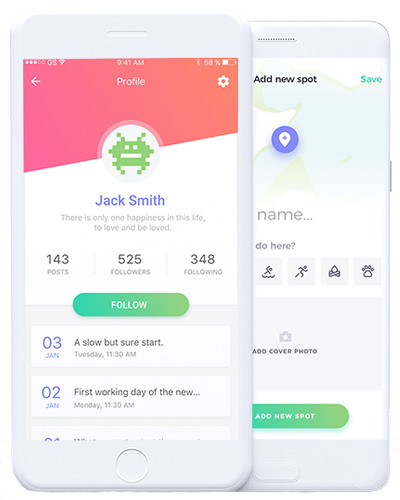 GS 9:41 AM 58 %
Profile
Jack Smith
There is only one happiness in this life,
to love and be loved.
143 525 348
POSTS FOLLOWERS FOLLOWING
FOLLOW
03 A slow but sure start.
JAN Tuesday, 11:30 AM
02 First working day of the new...
JAN Monday, 11:30 AM
Add new spot Save
name...
do here?
ADD COVER PHOTO
ADD NEW SPOT